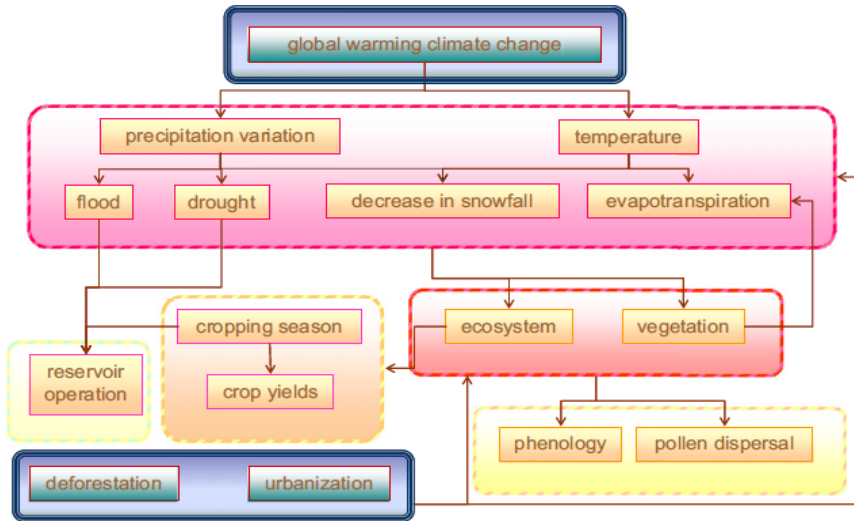 global warming climate change
precipitation variation
temperature
flood
drought
decrease in snowfall
evapotranspiration
cropping season
ecosystem
vegetation
reservoir
operation
crop yields
phenology
pollen dispersal
deforestation
urbanization